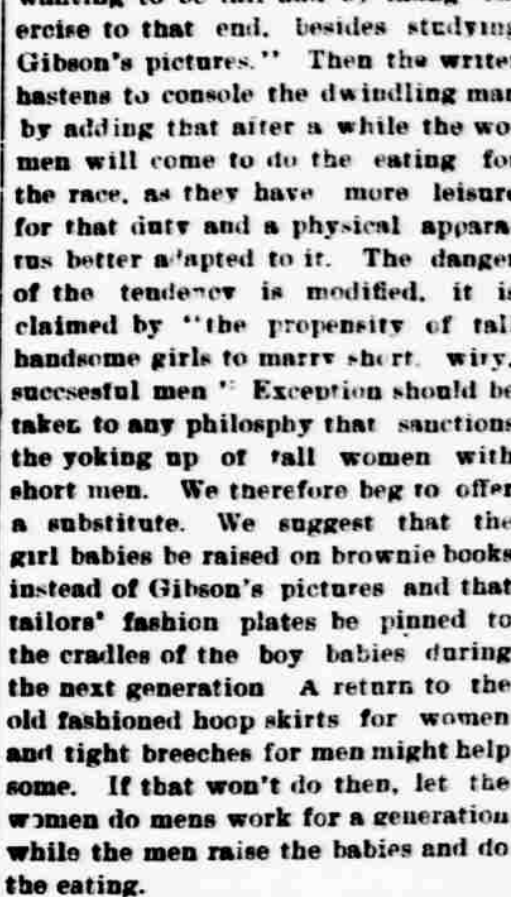 ercise to that end, besides studying
Gibson's pictures." Then the writer
hastens to console the dwindling man
by adding that after a while the wo
men will come to do the eating for
the race, as they have more leisure
for that duty and a physical appara
tus better adapted to it. The danger
of the tendency is modified, it is
claimed by "the propensity of tall
handsome girls to marry short, wiry,
succsesful men " Exception should be
taken to any philosphy that sanctions
the yoking up of tall women with
short men. We therefore beg to offer
a substitute. We suggest that the
girl babies be raised on brownie books
instead of Gibson's pictures and that
tailors' fashion plates be pinned to
the cradles of the boy babies during
the next generation A return to the
old fashioned hoop skirts for women
and tight breeches for men might help
some. If that won't do then, let the
women do mens work for a generation
while the men raise the babies and do
the eating.